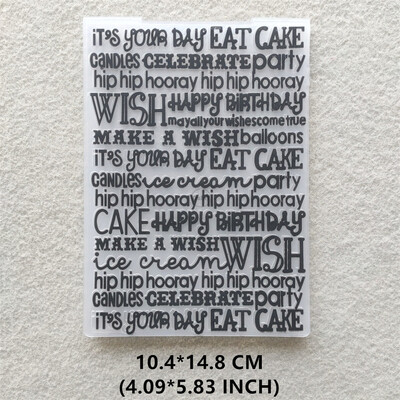 it's your day EAT CAKE
candles CELEBRATE party
hip hip hooray hip hip hooray
WISH HAPPY BIRTHDAY
may all your wishes come true
MAKE A WISH balloons
it's your day EAT CAKE
candles ice cream party
hip hip hooray hip hip hooray
CAKE HAPPY BIRTHDAY
MAKE A WISH WISH
ice cream
hip hip hooray hip hip hooray
candles CELEBRATE party
it's your day EAT CAKE
10.4*14.8 CM
(4.09*5.83 INCH)